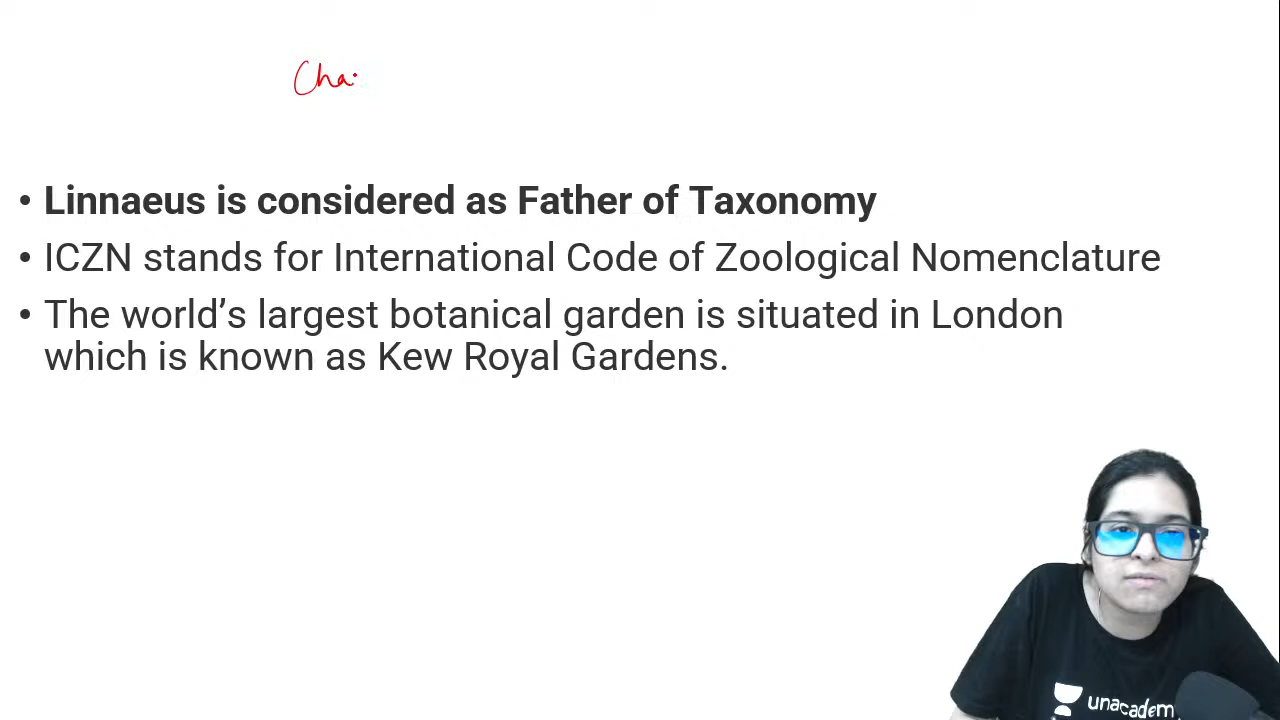 Cha
• Linnaeus is considered as Father of Taxonomy
• ICZN stands for International Code of Zoological Nomenclature
• The world’s largest botanical garden is situated in London
which is known as Kew Royal Gardens.
unacadem